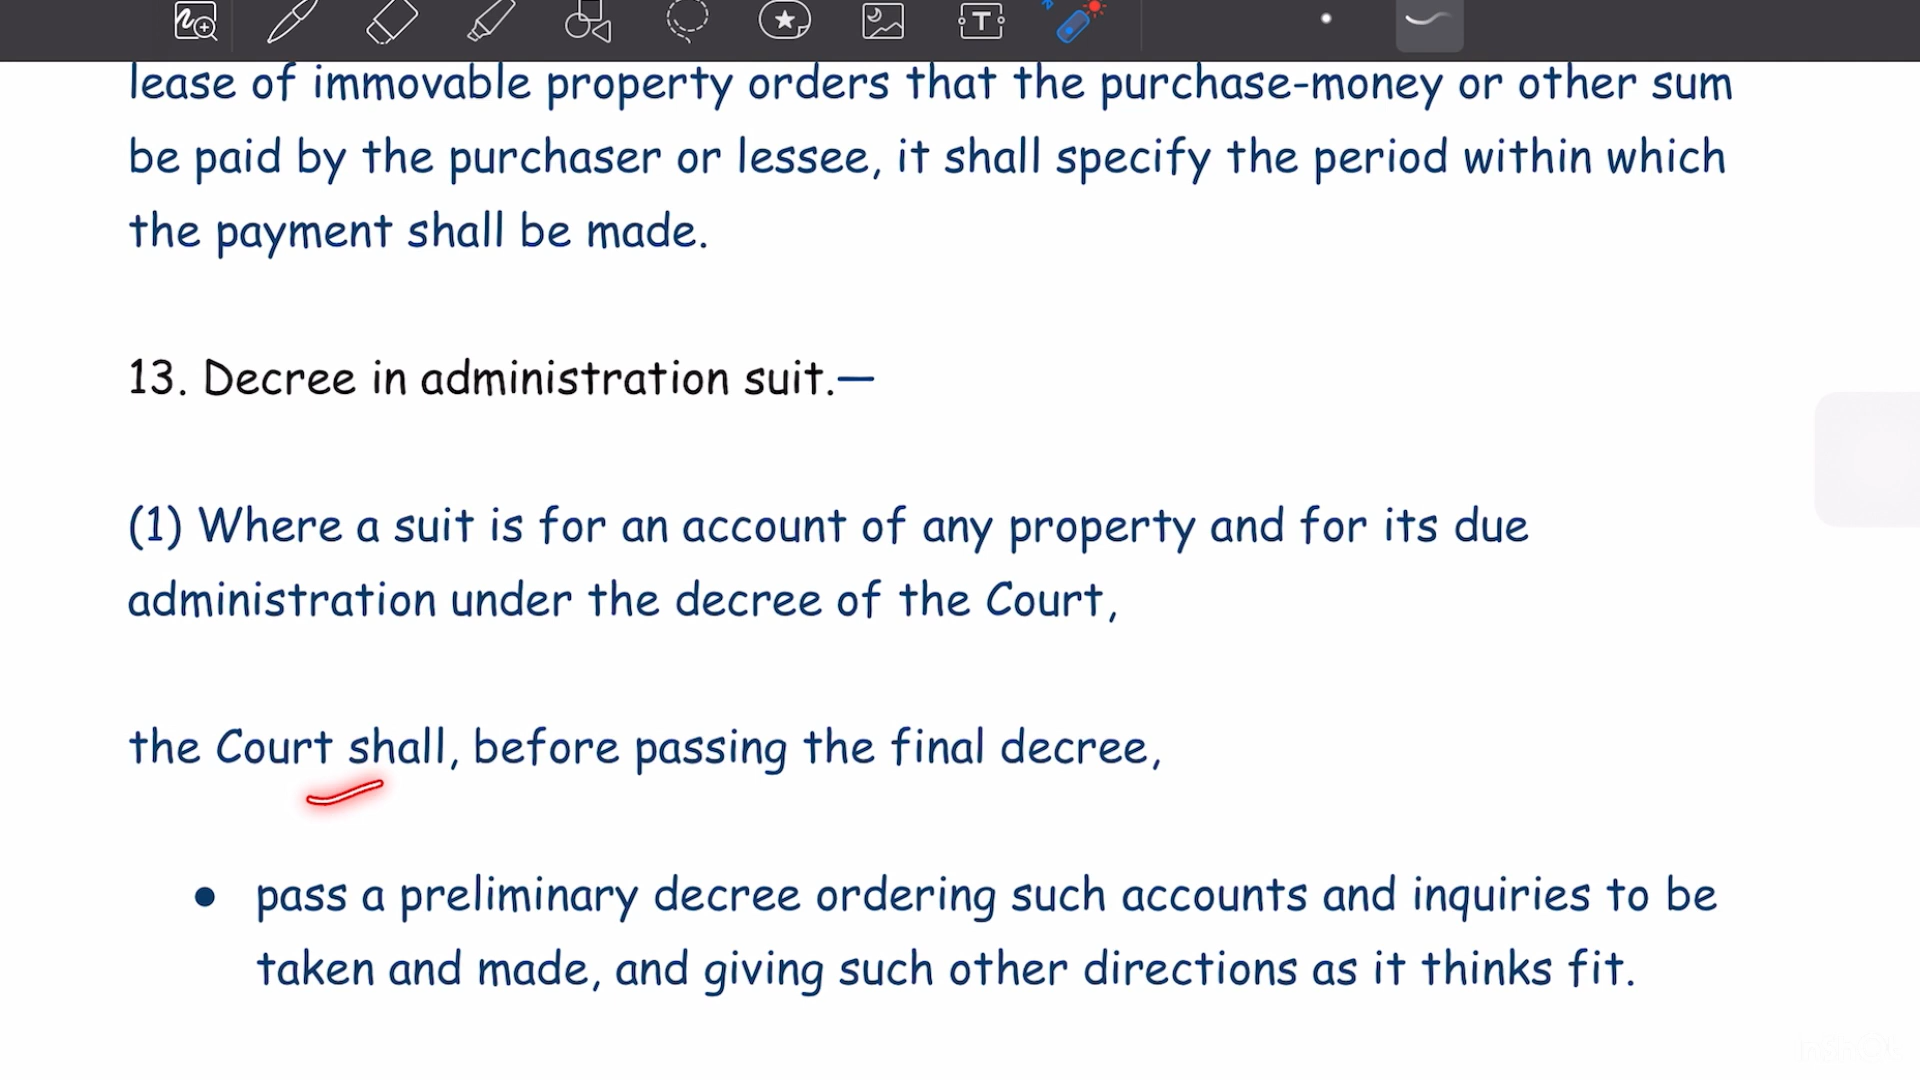 lease of immovable property orders that the purchase-money or other sum
be paid by the purchaser or lessee, it shall specify the period within which
the payment shall be made.
13. Decree in administration suit.—
(1) Where a suit is for an account of any property and for its due
administration under the decree of the Court,
the Court shall, before passing the final decree,
• pass a preliminary decree ordering such accounts and inquiries to be
taken and made, and giving such other directions as it thinks fit.